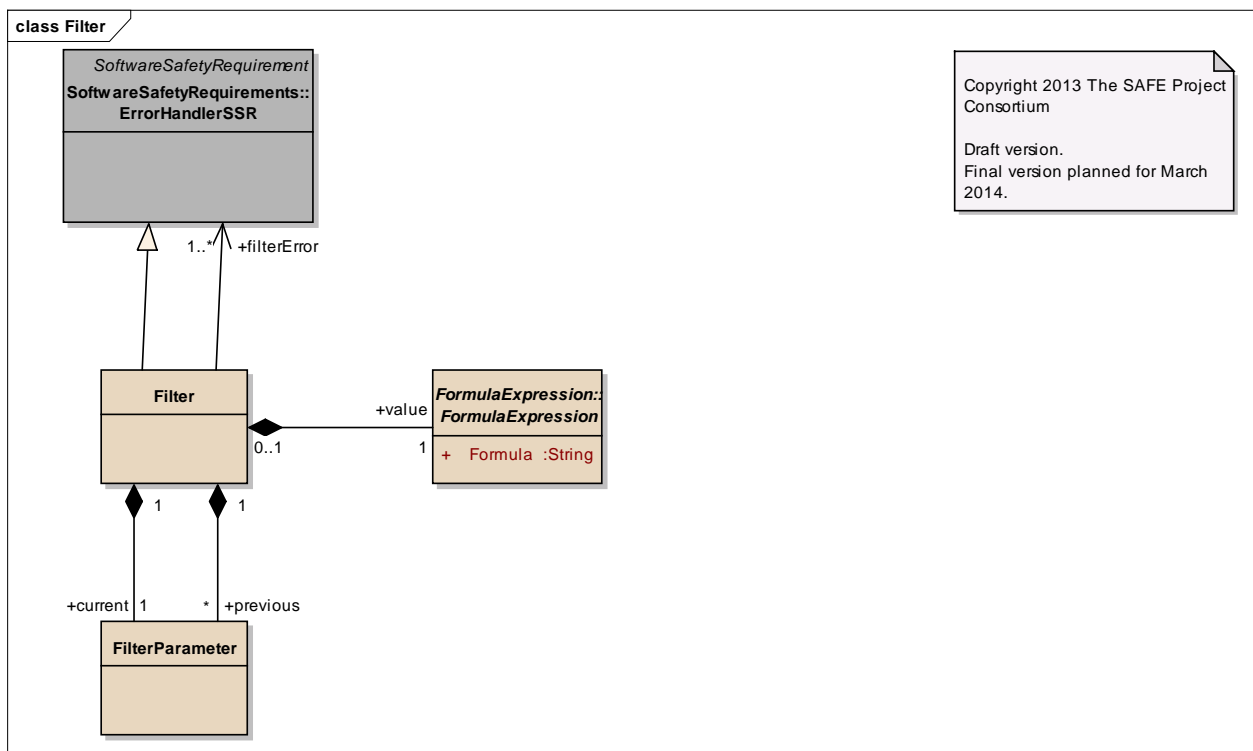 class Filter
SoftwareSafetyRequirement
SoftwareSafetyRequirements::
ErrorHandlerSSR
Copyright 2013 The SAFE Project
Consortium
Draft version.
Final version planned for March
2014.
1..* +filterError
Filter
+value
0..1 1
FormulaExpression::
FormulaExpression
+ Formula :String
1 1
+current 1 * +previous
FilterParameter